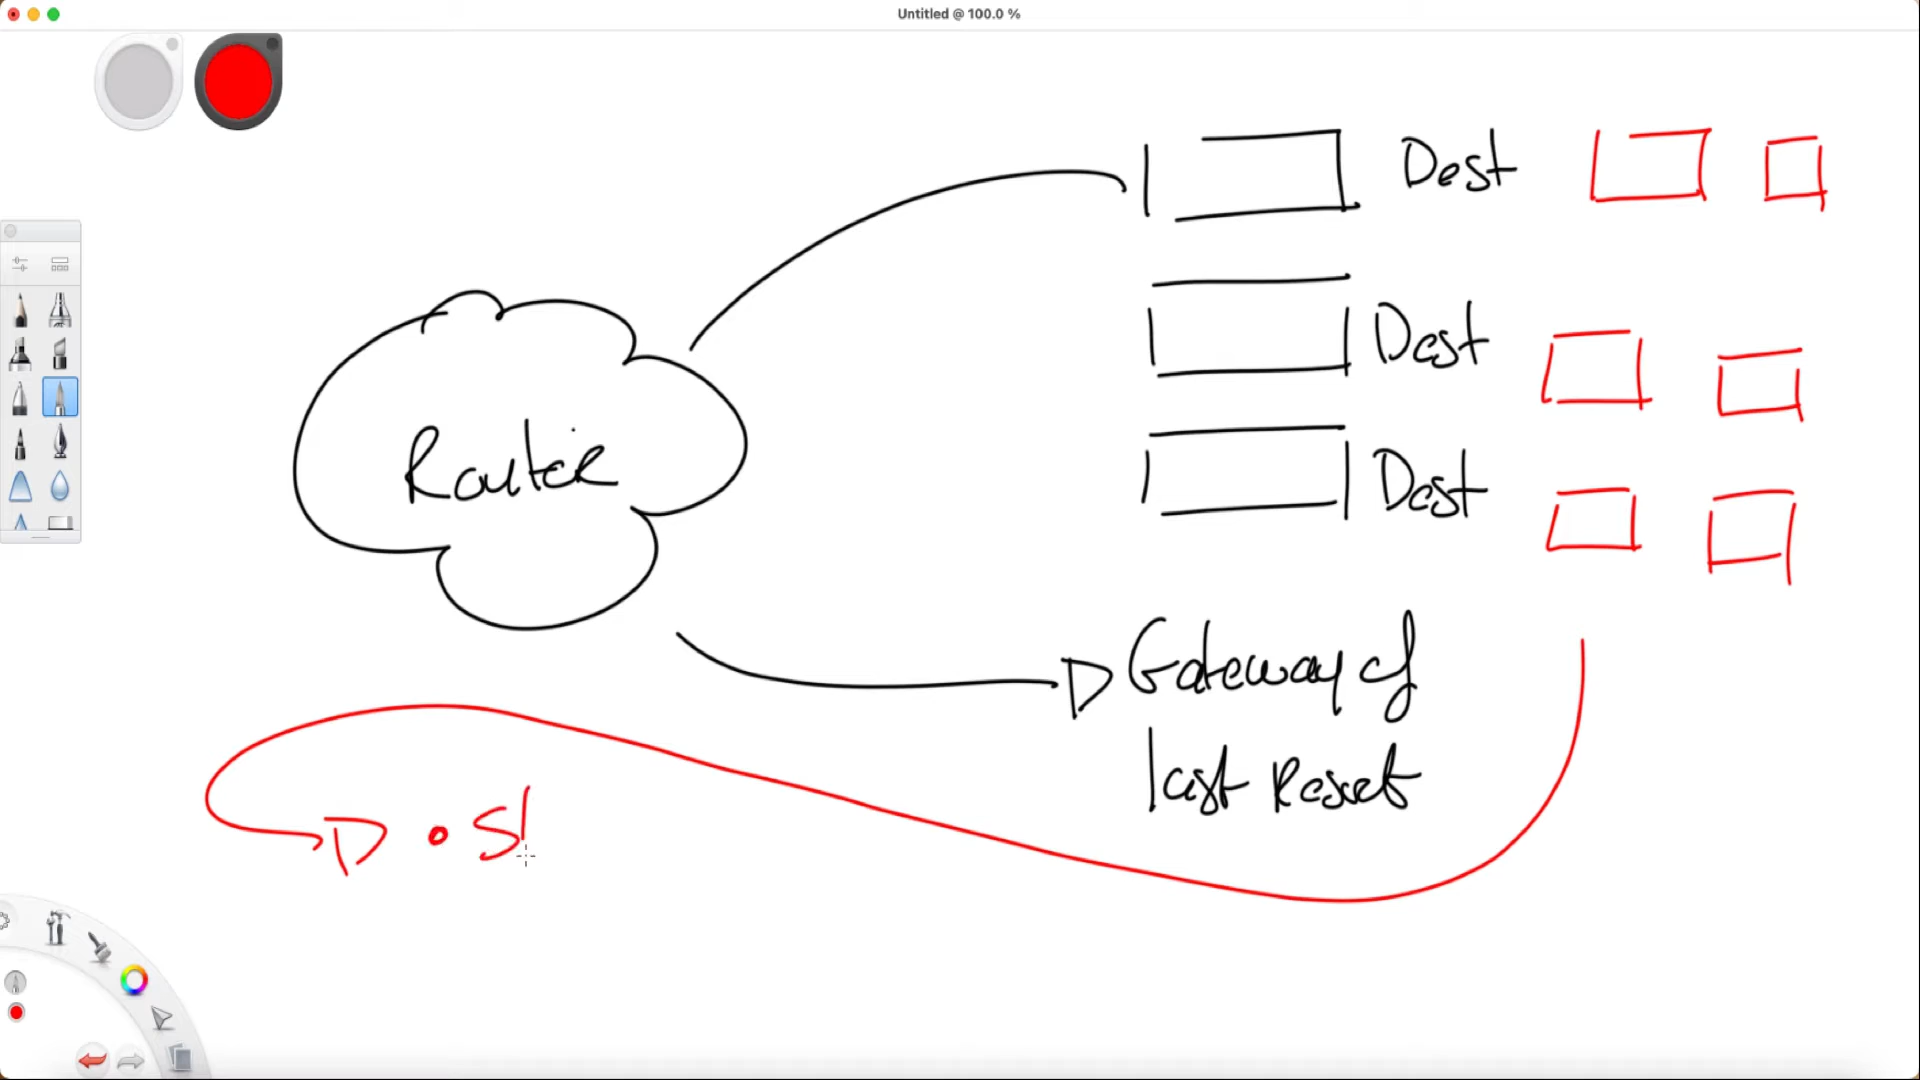 Untitled @ 100.0 %
Dest
Dest
Router
Dest
Gateway of
last Resort